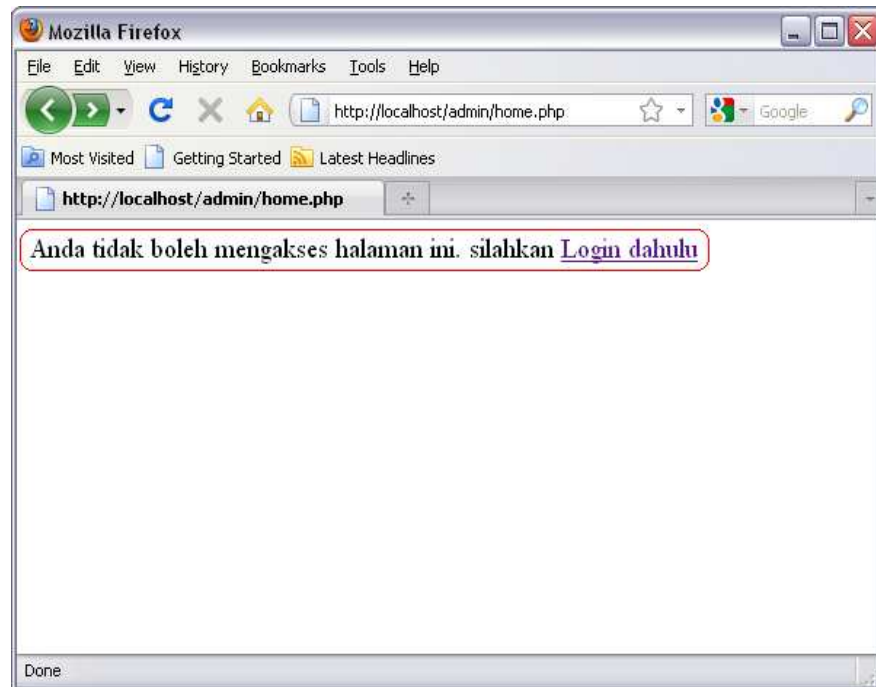 Mozilla Firefox
File Edit View History Bookmarks Tools Help
http://localhost/admin/home.php Google
Most Visited Getting Started Latest Headlines
http://localhost/admin/home.php
Anda tidak boleh mengakses halaman ini. silahkan Login dahulu
Done